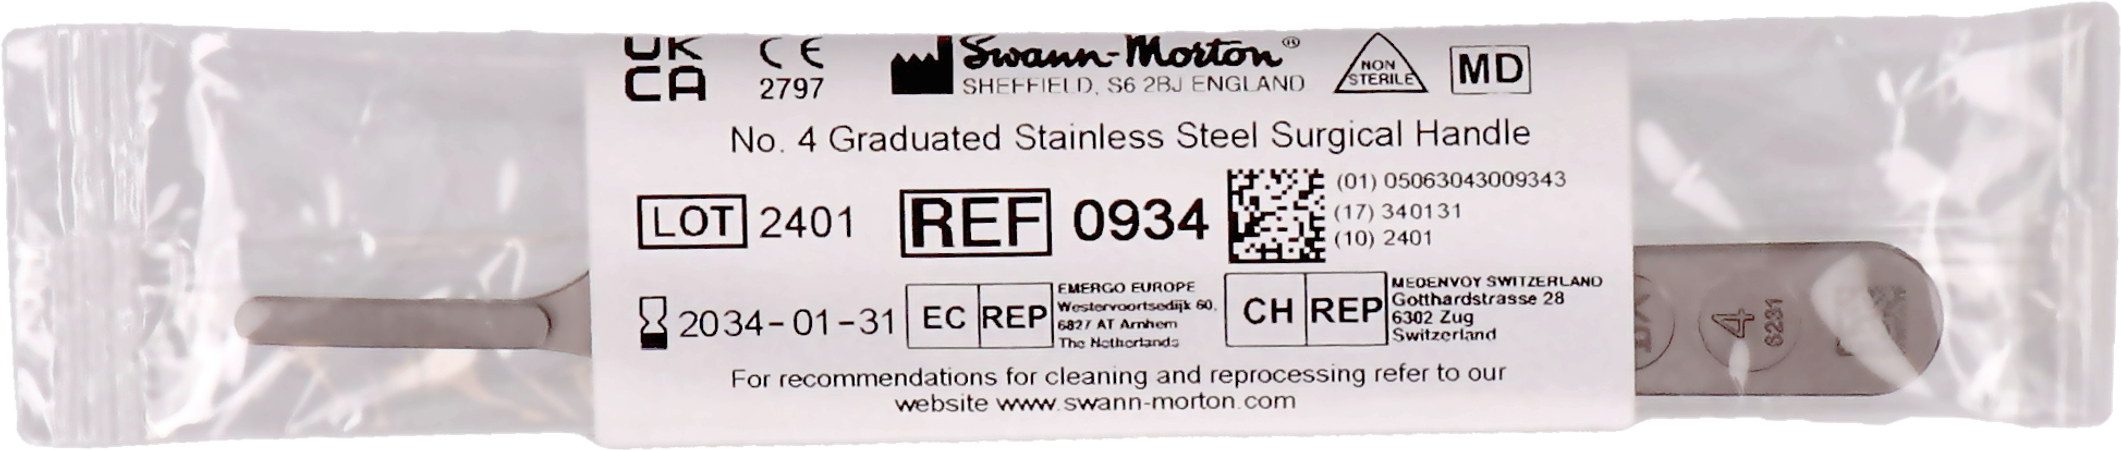 UK
CA
CE
2797
Swann-Morton®
SHEFFIELD, S6 2BJ ENGLAND
NON
STERILE
MD
No. 4 Graduated Stainless Steel Surgical Handle
LOT 2401
REF 0934
(01) 05063043009343
(17) 340131
(10) 2401
2034-01-31
EC REP
EMERGO EUROPE
Westervoortsedijk 60,
6827 AT Arnhem
The Netherlands
CH REP
MEDENVOY SWITZERLAND
Gotthardstrasse 28
6302 Zug
Switzerland
For recommendations for cleaning and reprocessing refer to our
website www.swann-morton.com
4
6231